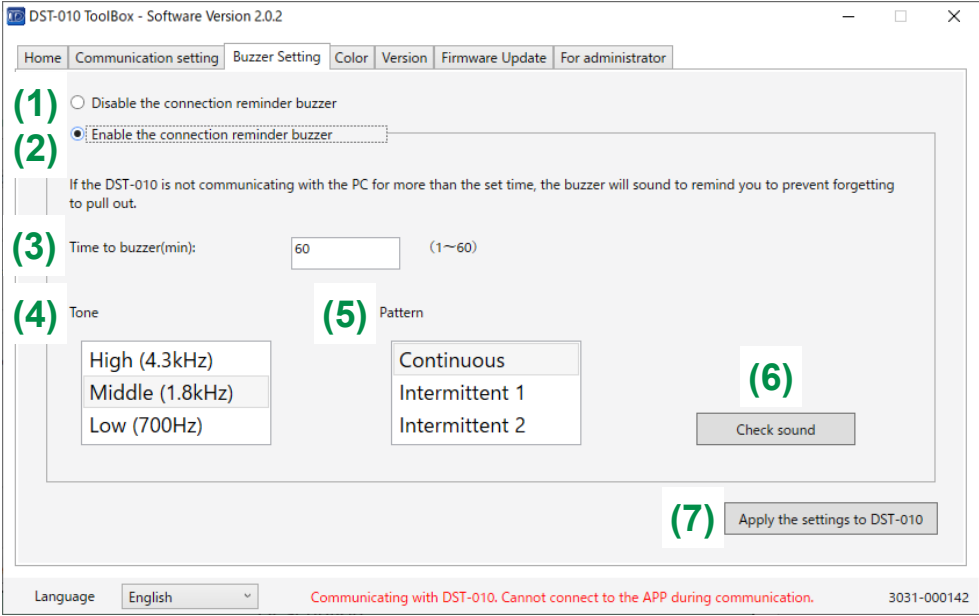 DST-010 ToolBox - Software Version 2.0.2
Home Communication setting Buzzer Setting Color Version Firmware Update For administrator
(1) Disable the connection reminder buzzer
(2) Enable the connection reminder buzzer
If the DST-010 is not communicating with the PC for more than the set time, the buzzer will sound to remind you to prevent forgetting
to pull out.
(3) Time to buzzer(min): 60 (1～60)
(4) Tone (5) Pattern
High (4.3kHz) Continuous
(6)
Middle (1.8kHz) Intermittent 1
Low (700Hz) Intermittent 2 Check sound
(7) Apply the settings to DST-010
Language English Communicating with DST-010. Cannot connect to the APP during communication. 3031-000142